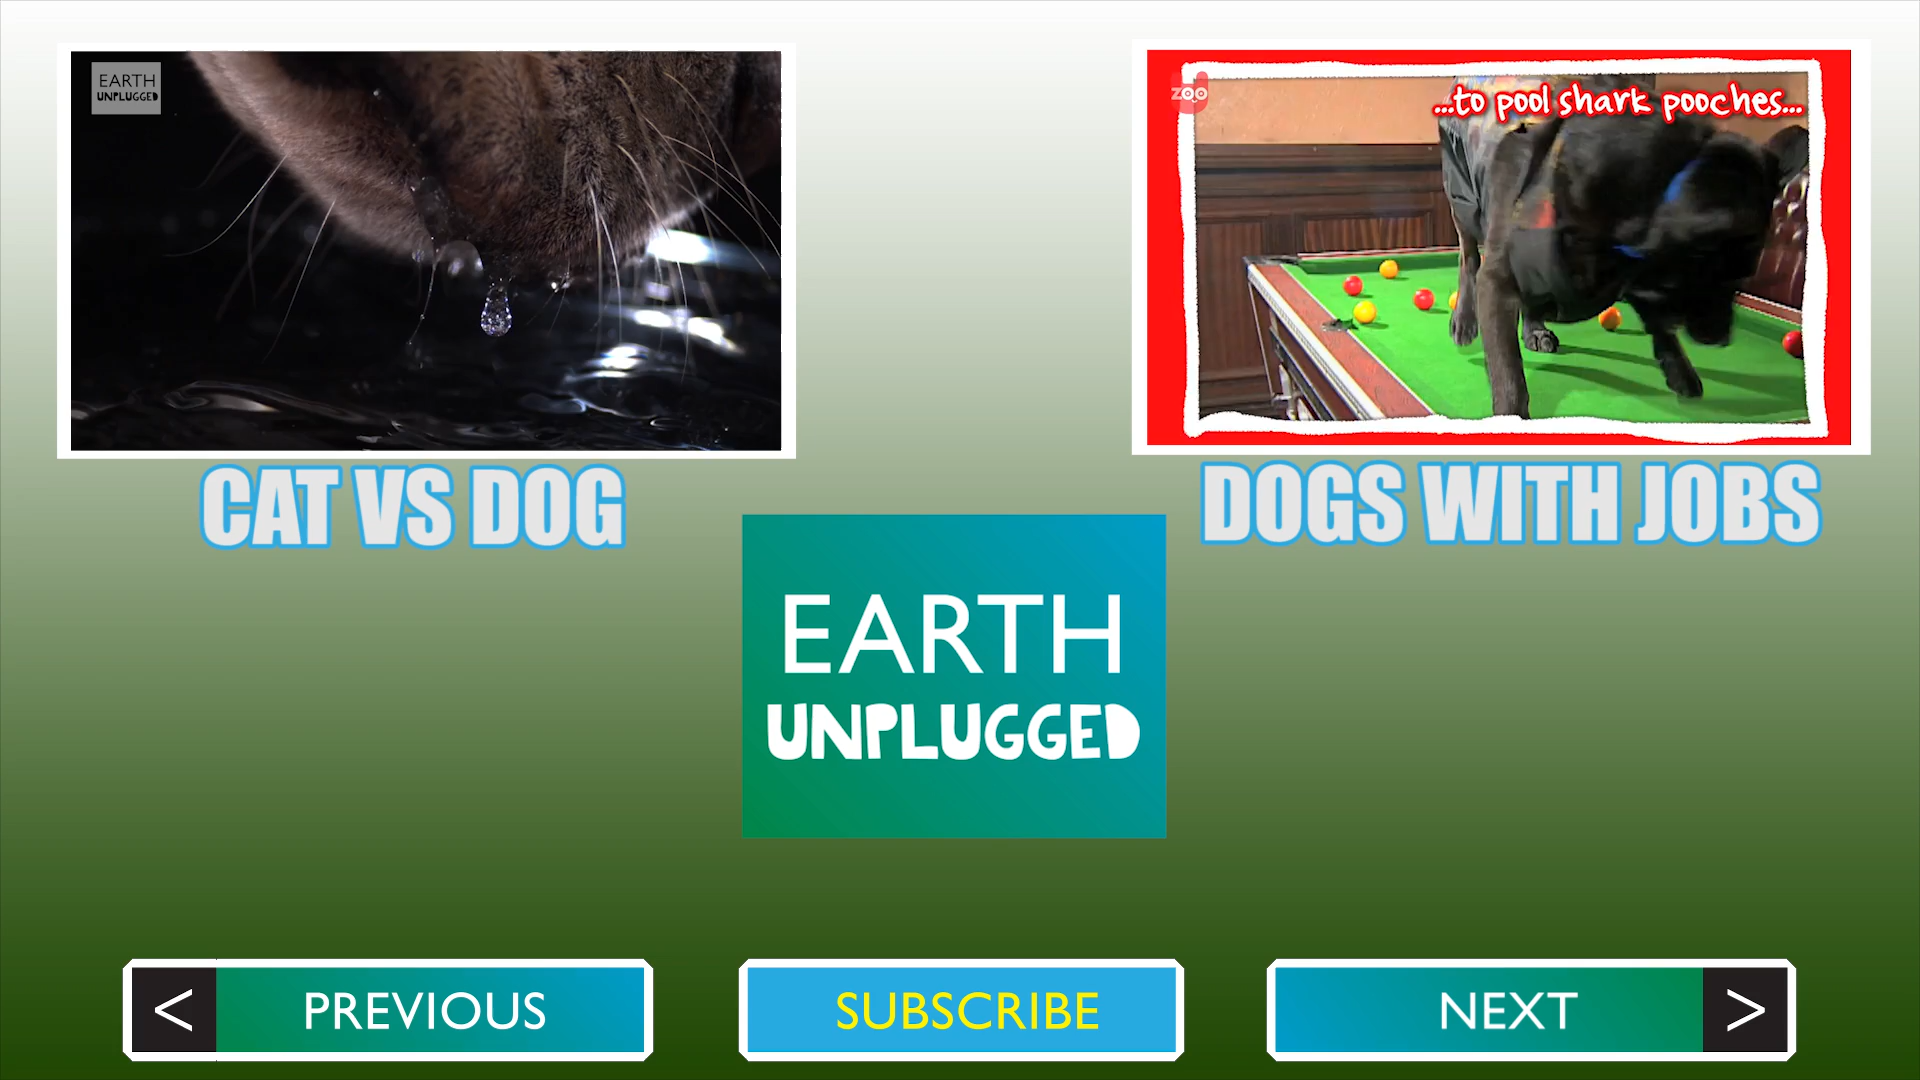 EARTH
UNPLUGGED
zoo
...to pool shark pooches...
CAT VS DOG
DOGS WITH JOBS
EARTH
UNPLUGGED
< PREVIOUS
SUBSCRIBE
NEXT >